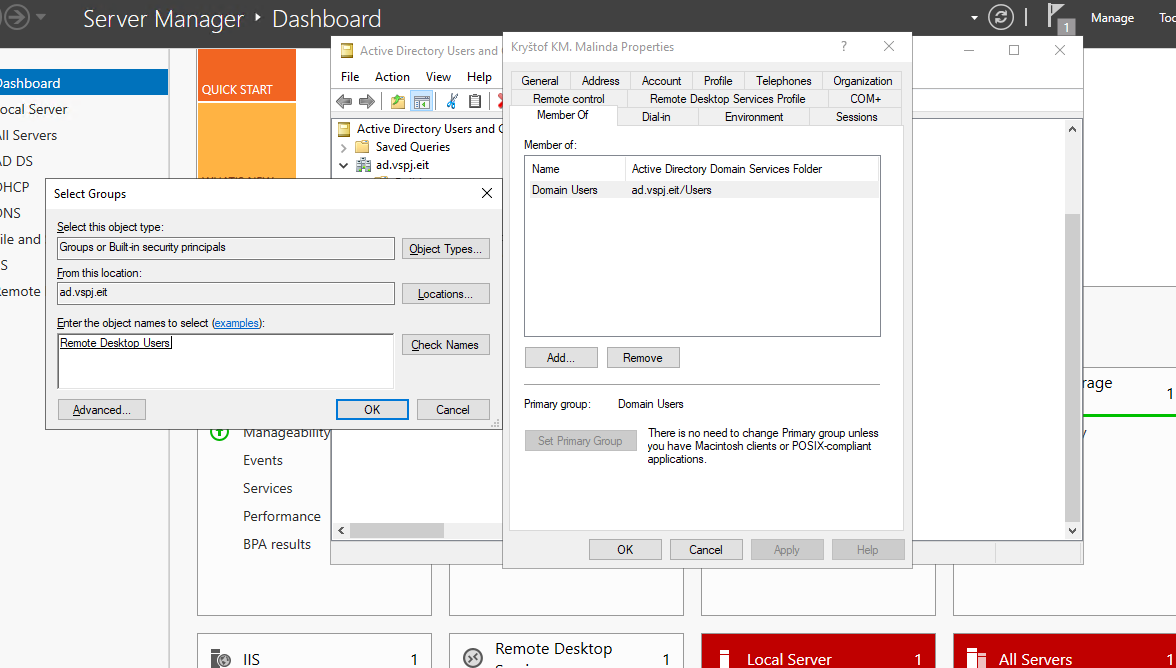 Server Manager ‣ Dashboard
1
Manage
Dashboard
Local Server
All Servers
AD DS
DHCP
DNS
QUICK START
WHAT'S NEW
Active Directory Users and
File
Action
View
Help
Active Directory Users and
Saved Queries
ad.vspj.eit
Select Groups
Select this object type:
Groups or Built-in security principals
Object Types...
From this location:
ad.vspj.eit
Locations...
Enter the object names to select (examples):
Remote Desktop Users
Check Names
Advanced...
OK
Cancel
Kryštof KM. Malinda Properties
?
General
Address
Account
Profile
Telephones
Organization
Remote control
Remote Desktop Services Profile
COM+
Member Of
Dial-in
Environment
Sessions
Member of:
Name
Active Directory Domain Services Folder
Domain Users
ad.vspj.eit/Users
Add...
Remove
Primary group:
Domain Users
Set Primary Group
There is no need to change Primary group unless
you have Macintosh clients or POSIX-compliant
applications.
OK
Cancel
Apply
Help
ile and
S
Remote
Manageability
Events
Services
Performance
BPA results
rage
1
IIS
1
Remote Desktop
1
Local Server
1
All Servers
1